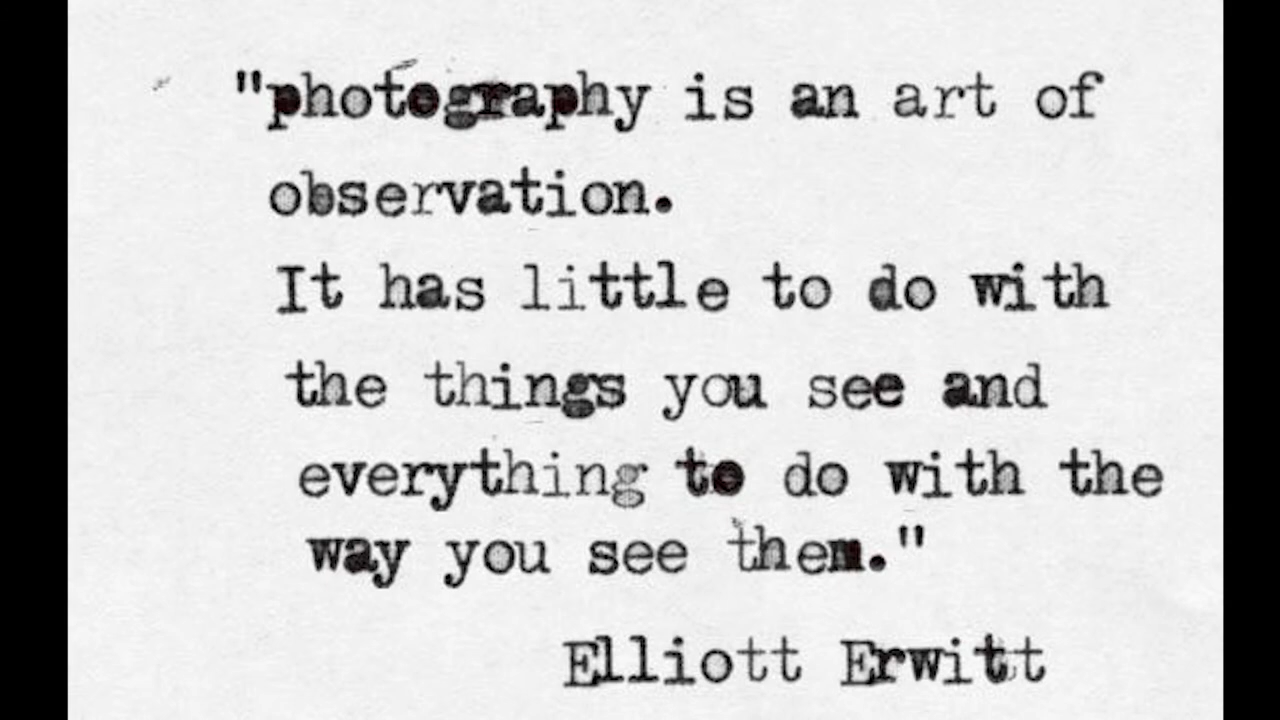 "photography is an art of
observation.
It has little to do with
the things you see and
everything to do with the
way you see them."
Elliott Erwitt